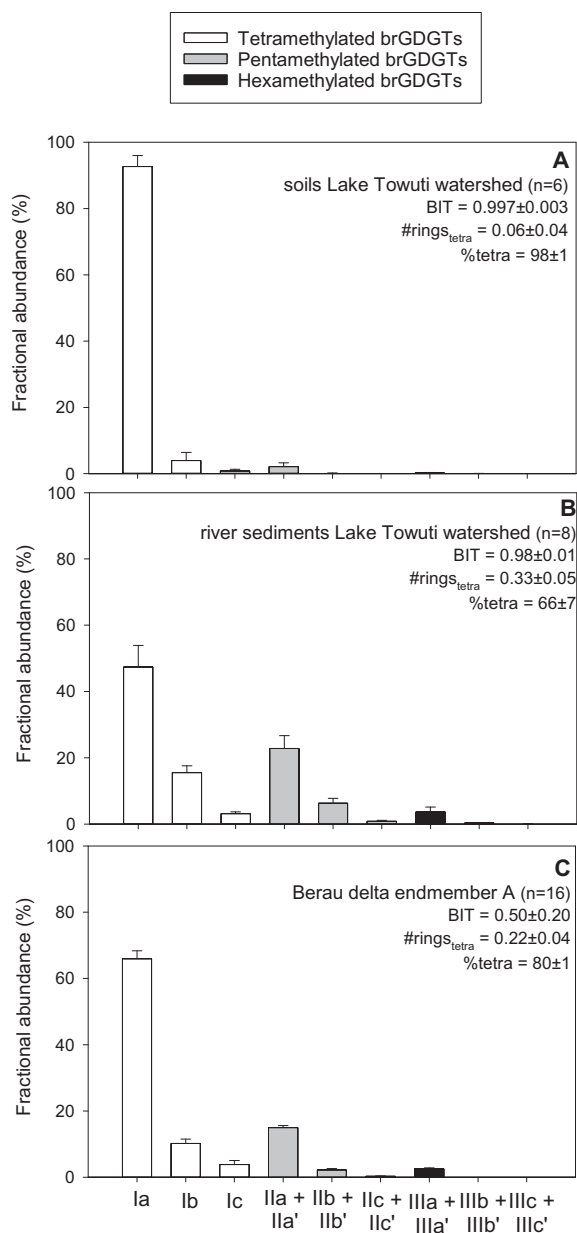 Tetramethylated brGDGTs
Pentamethylated brGDGTs
Hexamethylated brGDGTs
100
80
60
40
20
0
Fractional abundance (%)
A
soils Lake Towuti watershed (n=6)
BIT = 0.997±0.003
#rings_tetra = 0.06±0.04
%tetra = 98±1
100
80
60
40
20
0
Fractional abundance (%)
B
river sediments Lake Towuti watershed (n=8)
BIT = 0.98±0.01
#rings_tetra = 0.33±0.05
%tetra = 66±7
100
80
60
40
20
0
Fractional abundance (%)
C
Berau delta endmember A (n=16)
BIT = 0.50±0.20
#rings_tetra = 0.22±0.04
%tetra = 80±1
Ia Ib Ic IIa + IIb + IIc + IIIa + IIIb + IIIc +
IIa' IIb' IIc' IIIa' IIIb' IIIc'